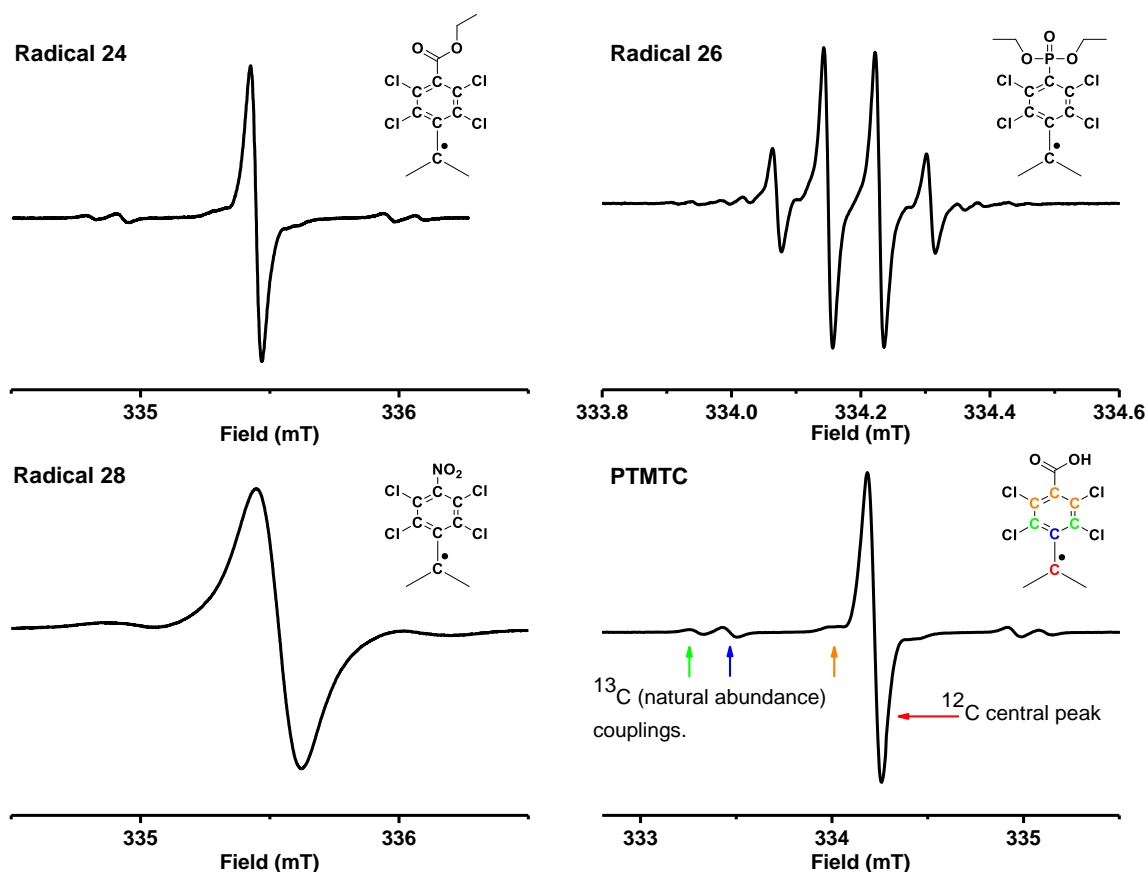 Radical 24
O
O
Cl
C
C
Cl
C
C
Cl
C
C
Cl
C
335
336
Field (mT)
Radical 26
O
O
P
O
Cl
C
C
Cl
C
C
Cl
C
C
Cl
C
333.8
334.0
334.2
334.4
334.6
Field (mT)
Radical 28
NO2
Cl
C
C
Cl
C
C
Cl
C
C
Cl
C
335
336
Field (mT)
PTMTC
O
OH
Cl
C
C
Cl
C
C
Cl
C
C
Cl
C
13C (natural abundance)
couplings.
12C central peak
333
334
335
Field (mT)